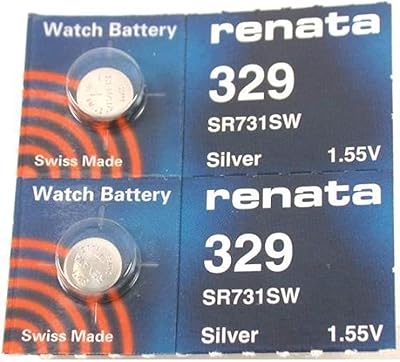 Watch Battery renata
329
SR731SW
Swiss Made Silver 1.55V
Watch Battery renata
329
SR731SW
Swiss Made Silver 1.55V